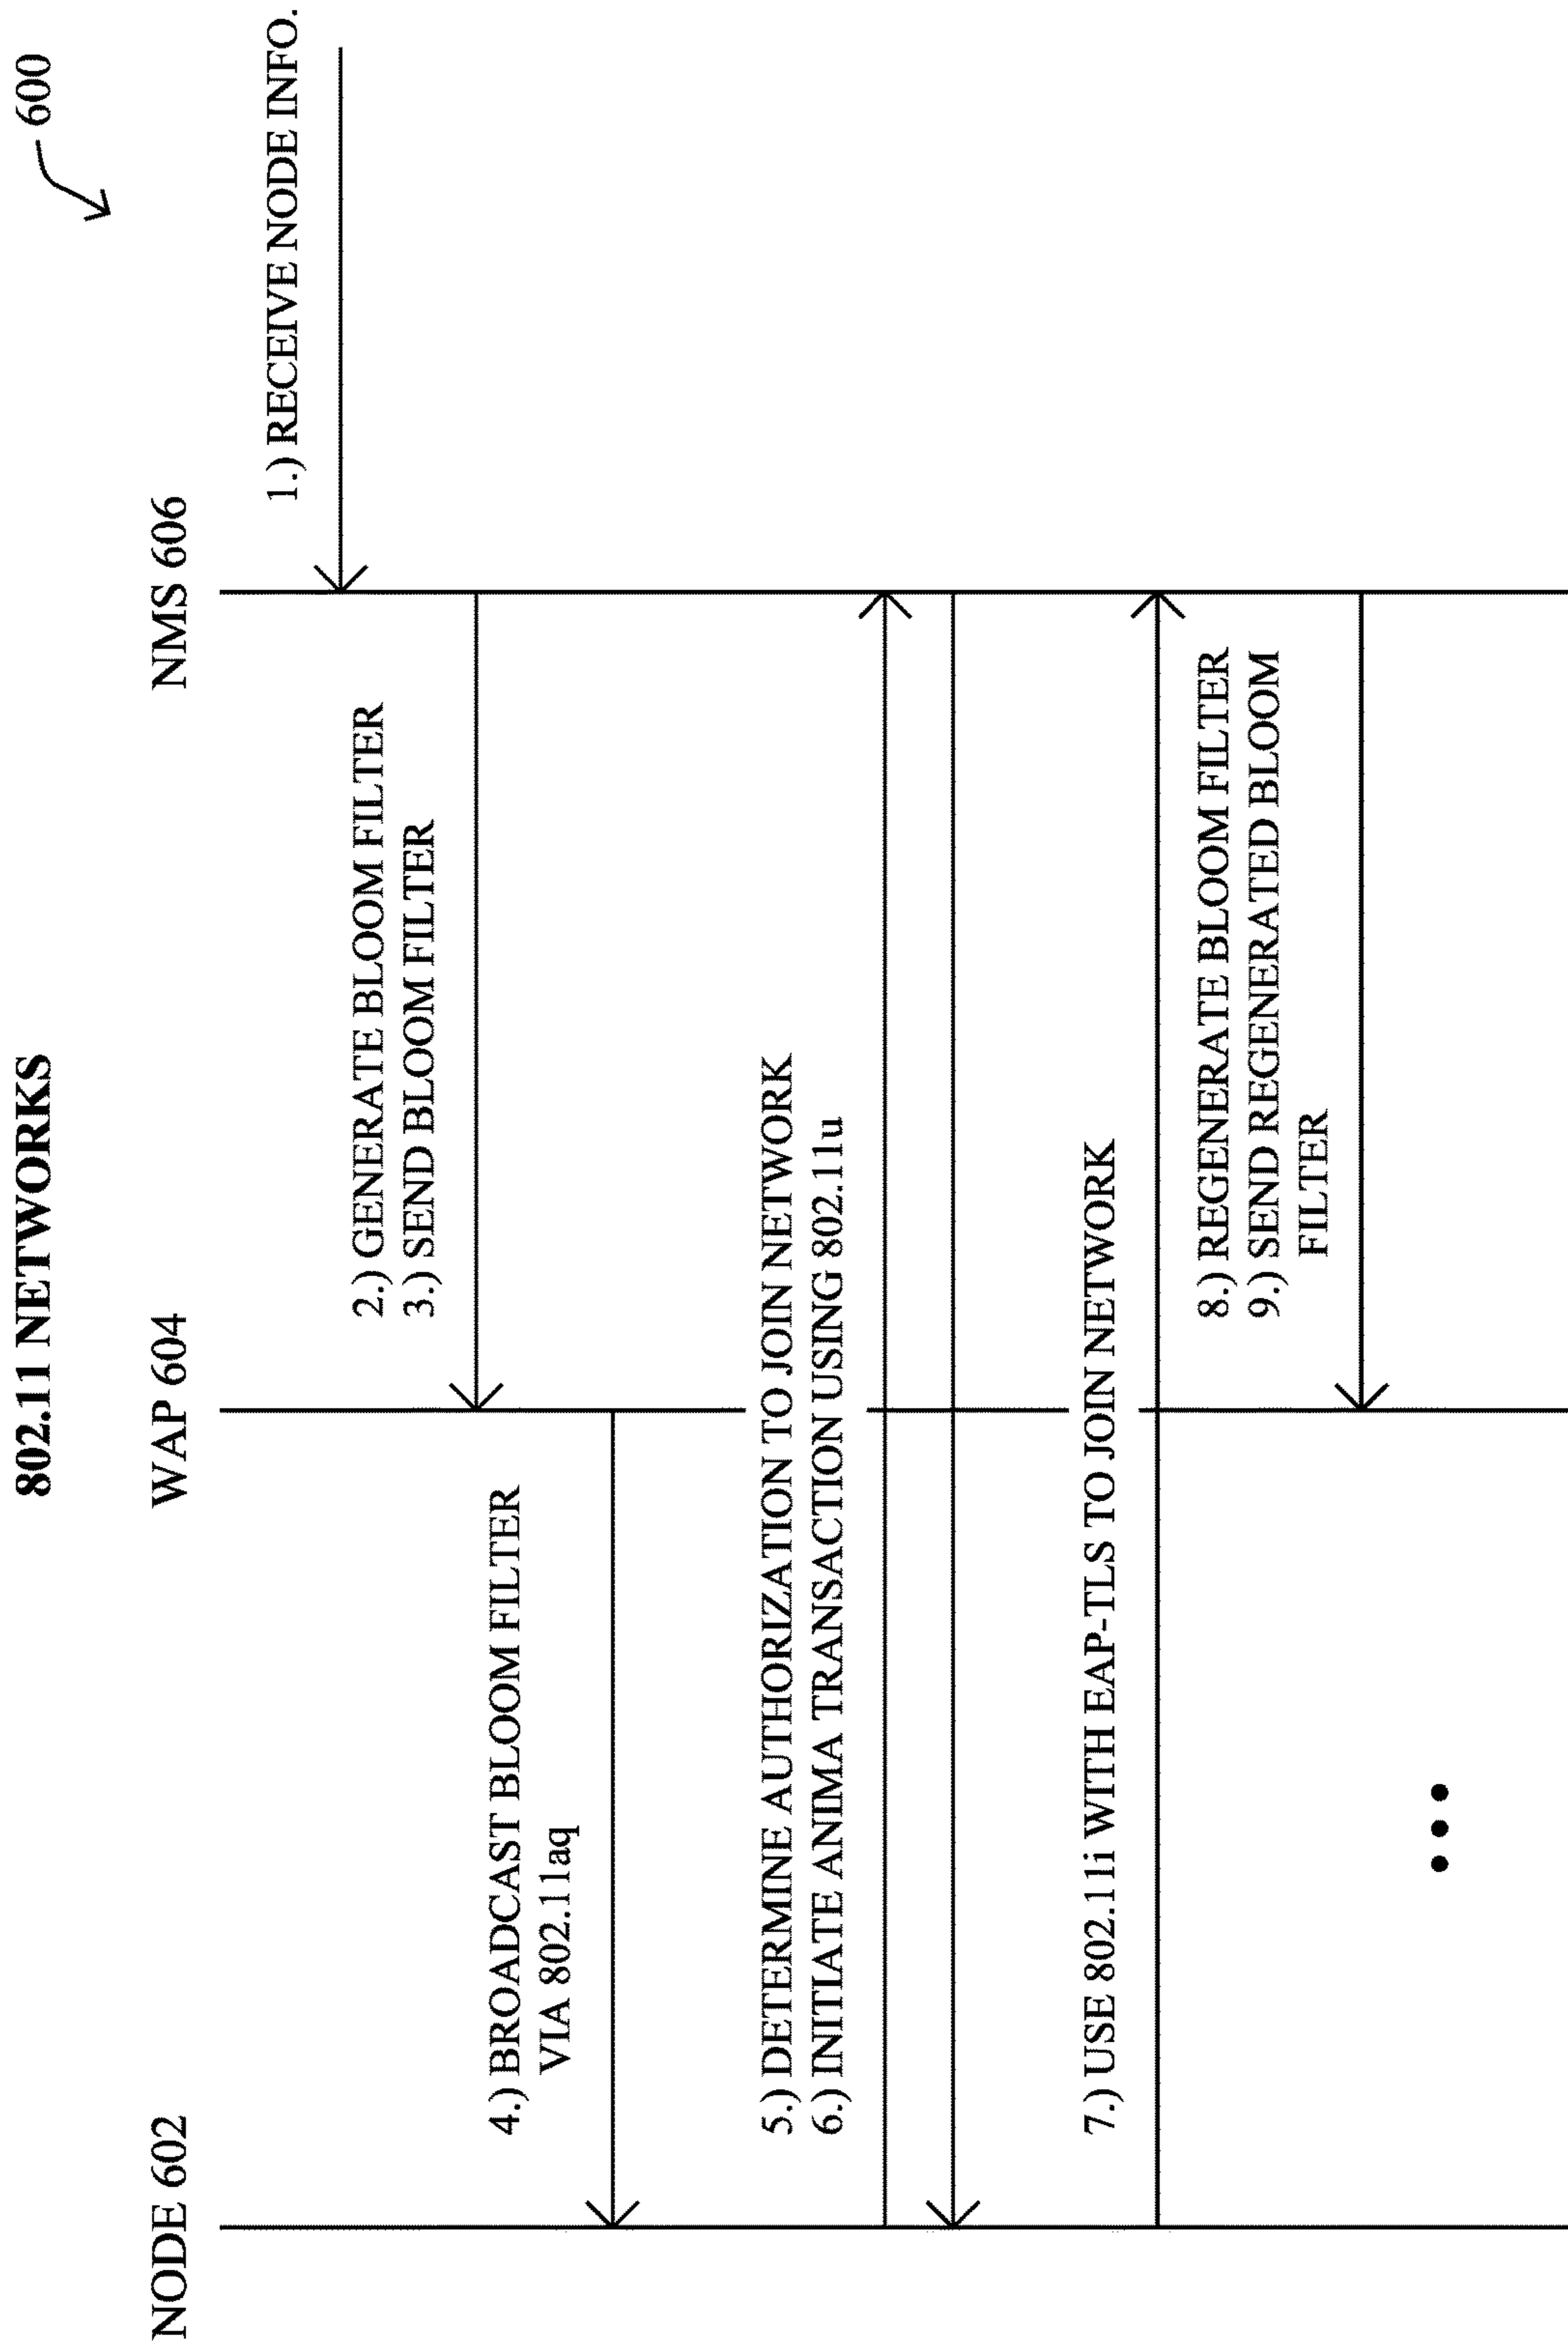 802.11 NETWORKS
600
NODE 602
WAP 604
NMS 606
1.) RECEIVE NODE INFO.
2.) GENERATE BLOOM FILTER
3.) SEND BLOOM FILTER
4.) BROADCAST BLOOM FILTER
VIA 802.11aq
5.) DETERMINE AUTHORIZATION TO JOIN NETWORK
6.) INITIATE ANIMA TRANSACTION USING 802.11u
7.) USE 802.11i WITH EAP-TLS TO JOIN NETWORK
8.) REGENERATE BLOOM FILTER
9.) SEND REGENERATED BLOOM
FILTER